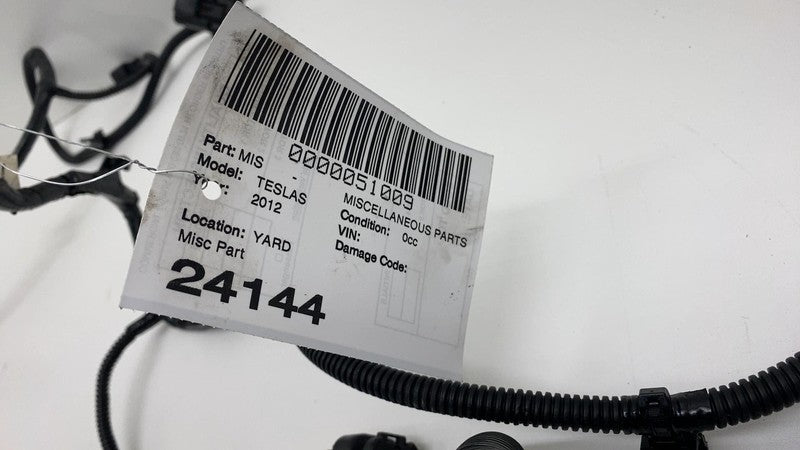 0000051009
Part: MIS - MISCELLANEOUS PARTS
Model: TESLAS Condition: 0cc
Year: 2012 VIN:
Damage Code:
Location: YARD
Misc Part
24144